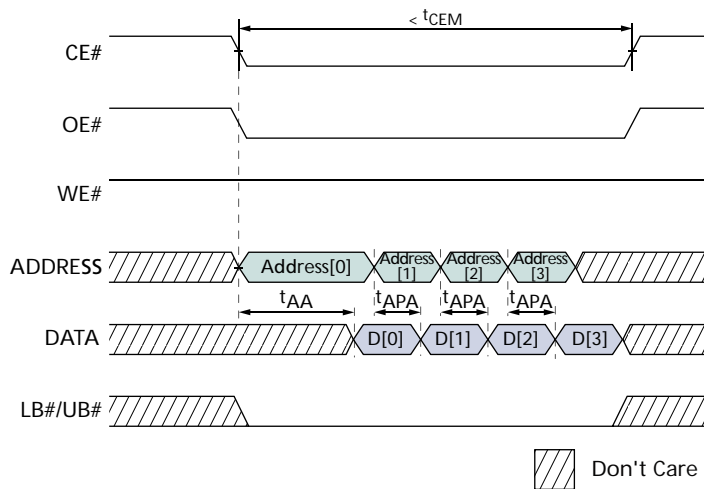 < tCEM
CE#
OE#
WE#
ADDRESS
Address[0]
Address
[1]
Address
[2]
Address
[3]
tAA
tAPA
tAPA
tAPA
DATA
D[0]
D[1]
D[2]
D[3]
LB#/UB#
Don't Care